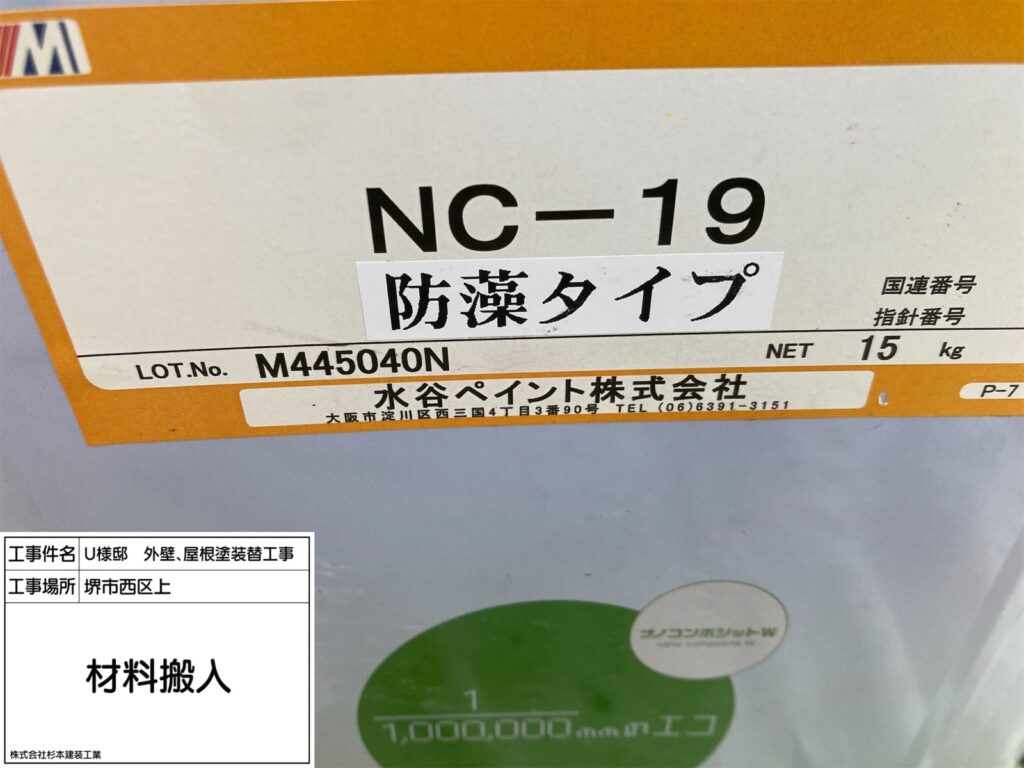 M
NC－19
防藻タイプ
国連番号
指針番号
LOT.No. M445040N NET 15 kg
水谷ペイント株式会社
大阪市淀川区西三国4丁目3番90号 TEL (06)6391-3151
P-7
ナノコンポジットW
1
1,000,000mmのエコ
工事件名 U様邸 外壁、屋根塗装替工事
工事場所 堺市西区上
材料搬入
株式会社杉本建装工業